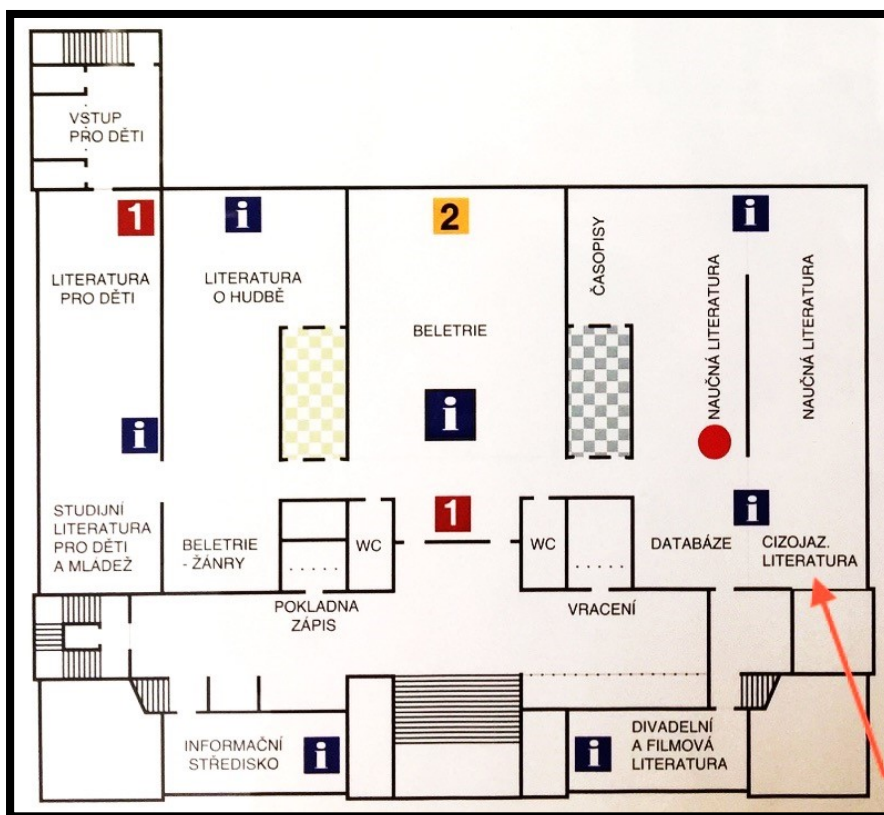 VSTUP
PRO DĚTI
1
i
2
i
LITERATURA
PRO DĚTI
LITERATURA
O HUDBĚ
BELETRIE
ČASOPISY
NAUČNÁ LITERATURA
NAUČNÁ LITERATURA
i
i
STUDIJNÍ
LITERATURA
PRO DĚTI
A MLÁDEŽ
BELETRIE
- ŽÁNRY
WC
1
WC
i
DATABÁZE
CIZOJAZ.
LITERATURA
POKLADNA
ZÁPIS
VRACENÍ
INFORMAČNÍ
STŘEDISKO
i
i
DIVADELNÍ
A FILMOVÁ
LITERATURA